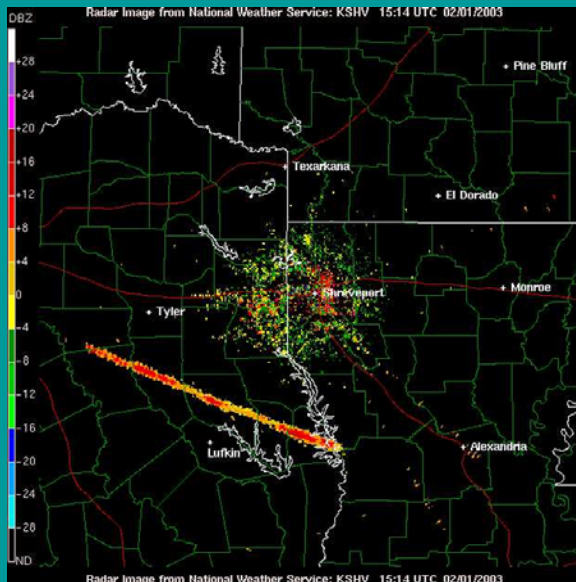 Radar Image from National Weather Service: KSHV 15:14 UTC 02/01/2003
DBZ
+28
+24
+20
+16
+12
+8
+4
0
-4
-8
-12
-16
-20
-24
-28
ND
Pine Bluff
Texarkana
El Dorado
Shreveport
Monroe
Tyler
Lufkin
Alexandria
Radar Image from National Weather Service: KSHV 15:14 UTC 02/01/2003